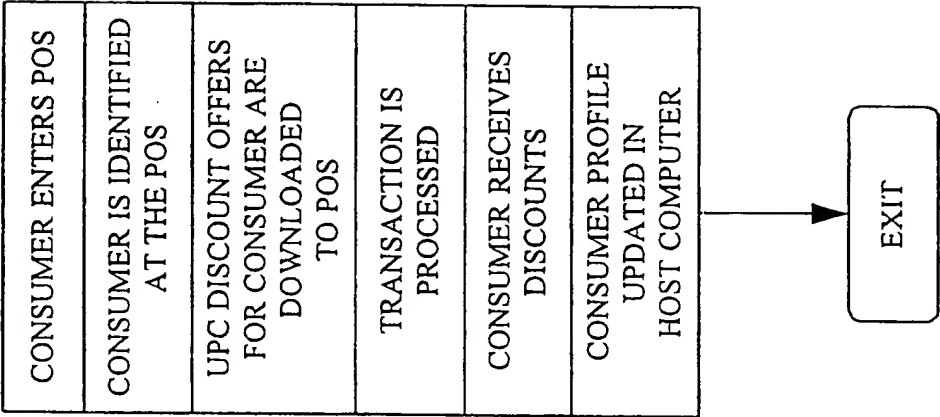 CONSUMER ENTERS POS
CONSUMER IS IDENTIFIED
AT THE POS
UPC DISCOUNT OFFERS
FOR CONSUMER ARE
DOWNLOADED
TO POS
TRANSACTION IS
PROCESSED
CONSUMER RECEIVES
DISCOUNTS
CONSUMER PROFILE
UPDATED IN
HOST COMPUTER
EXIT